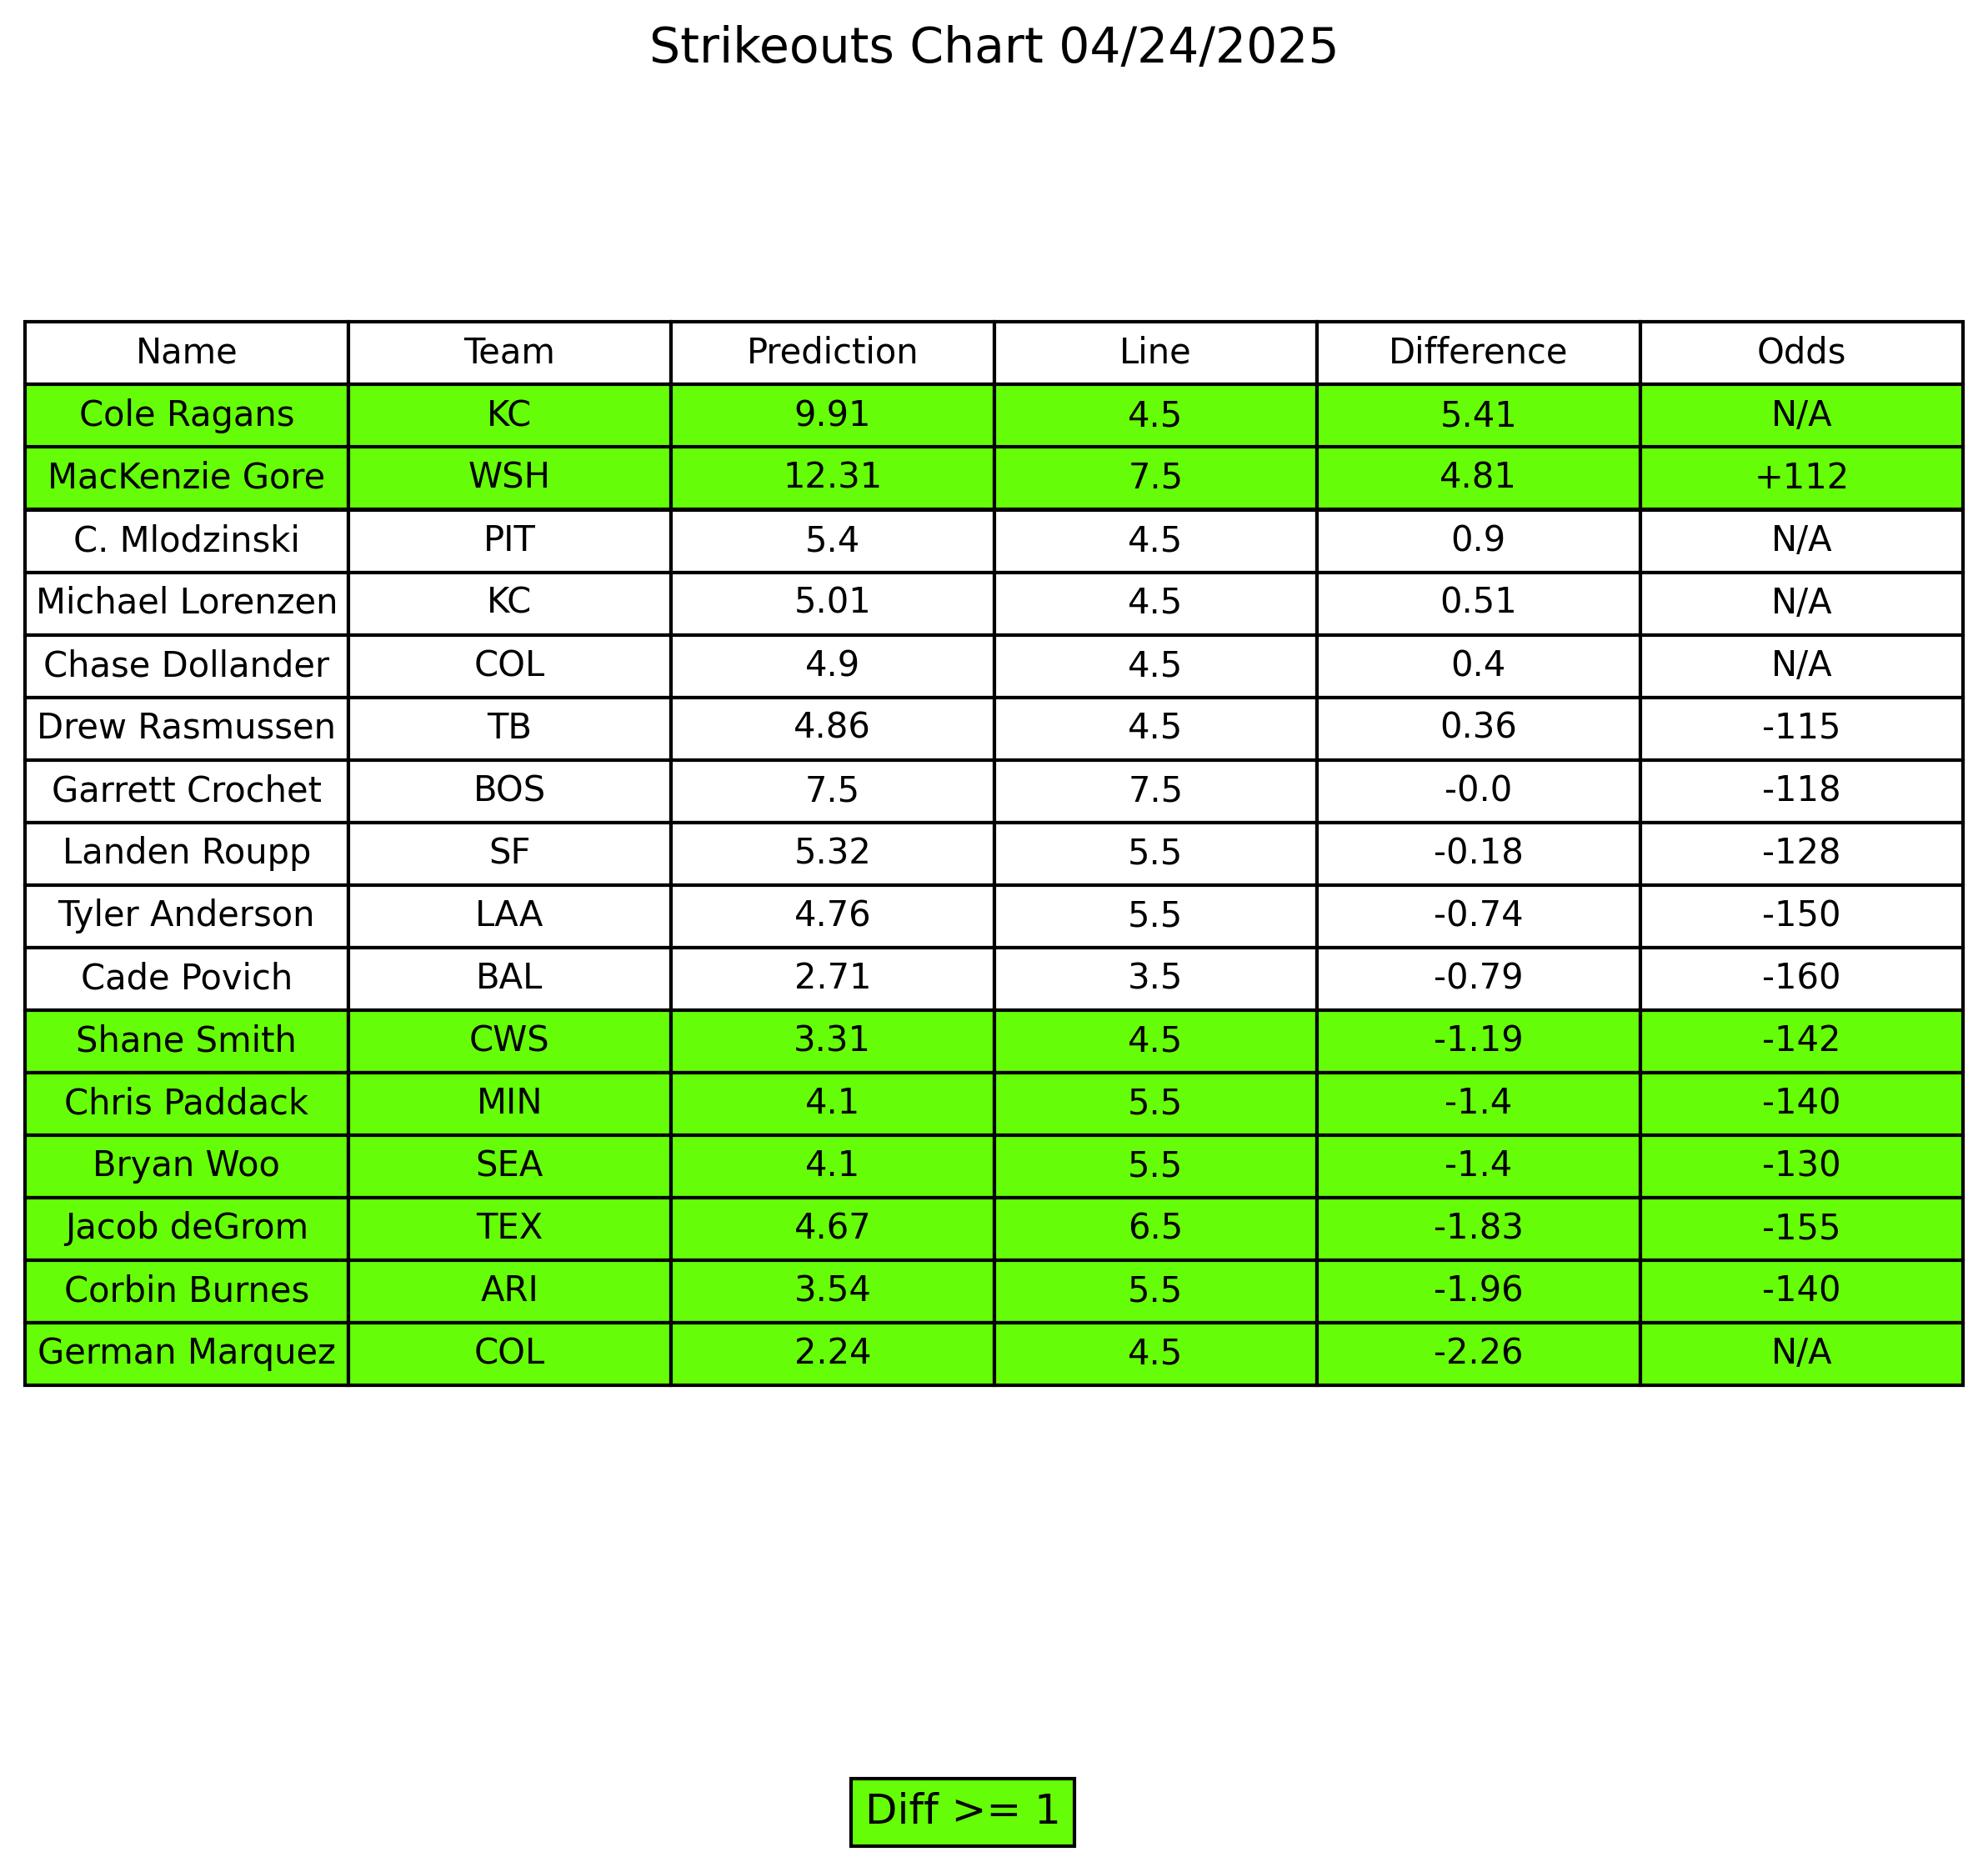 Strikeouts Chart 04/24/2025
Name Team Prediction Line Difference Odds
Cole Ragans KC 9.91 4.5 5.41 N/A
MacKenzie Gore WSH 12.31 7.5 4.81 +112
C. Mlodzinski PIT 5.4 4.5 0.9 N/A
Michael Lorenzen KC 5.01 4.5 0.51 N/A
Chase Dollander COL 4.9 4.5 0.4 N/A
Drew Rasmussen TB 4.86 4.5 0.36 -115
Garrett Crochet BOS 7.5 7.5 -0.0 -118
Landen Roupp SF 5.32 5.5 -0.18 -128
Tyler Anderson LAA 4.76 5.5 -0.74 -150
Cade Povich BAL 2.71 3.5 -0.79 -160
Shane Smith CWS 3.31 4.5 -1.19 -142
Chris Paddack MIN 4.1 5.5 -1.4 -140
Bryan Woo SEA 4.1 5.5 -1.4 -130
Jacob deGrom TEX 4.67 6.5 -1.83 -155
Corbin Burnes ARI 3.54 5.5 -1.96 -140
German Marquez COL 2.24 4.5 -2.26 N/A
Diff >= 1